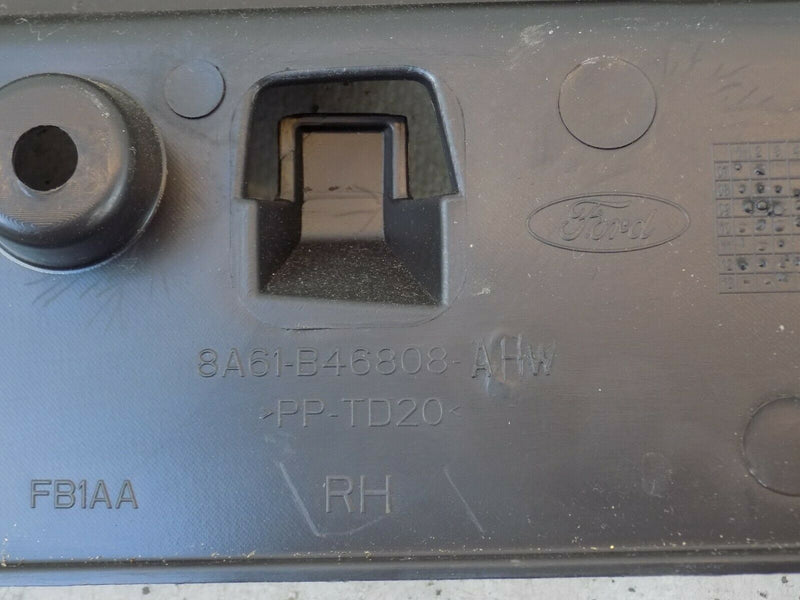 Ford
8A61-B46808-AHW
>PP-TD20<
FB1AA
RH